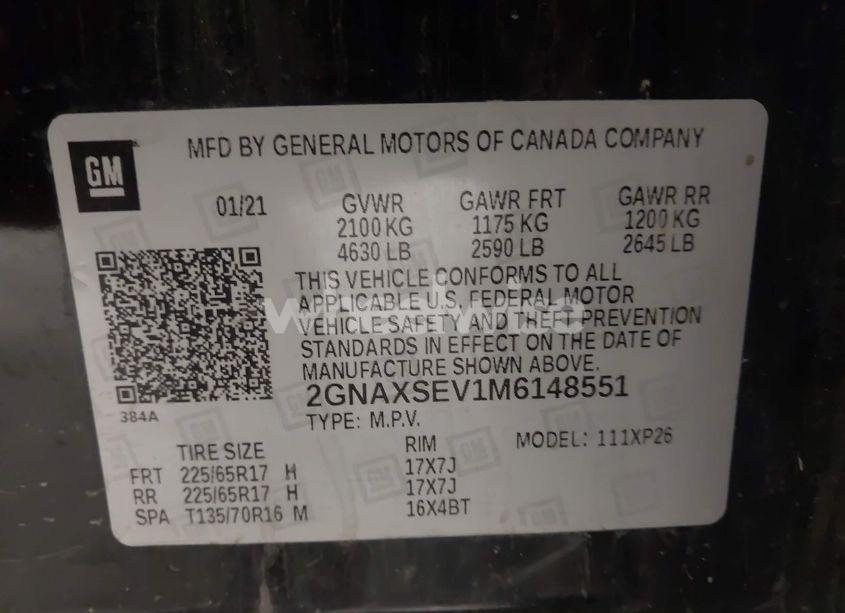 MFD BY GENERAL MOTORS OF CANADA COMPANY
GM
01/21 GVWR GAWR FRT GAWR RR
2100 KG 1175 KG 1200 KG
4630 LB 2590 LB 2645 LB
THIS VEHICLE CONFORMS TO ALL
APPLICABLE U.S. FEDERAL MOTOR
VEHICLE SAFETY AND THEFT PREVENTION
STANDARDS IN EFFECT ON THE DATE OF
MANUFACTURE SHOWN ABOVE.
2GNAXSEV1M6148551
384A
TYPE: M.P.V.
TIRE SIZE RIM MODEL: 111XP26
FRT 225/65R17 H 17X7J
RR 225/65R17 H 17X7J
SPA T135/70R16 M 16X4BT